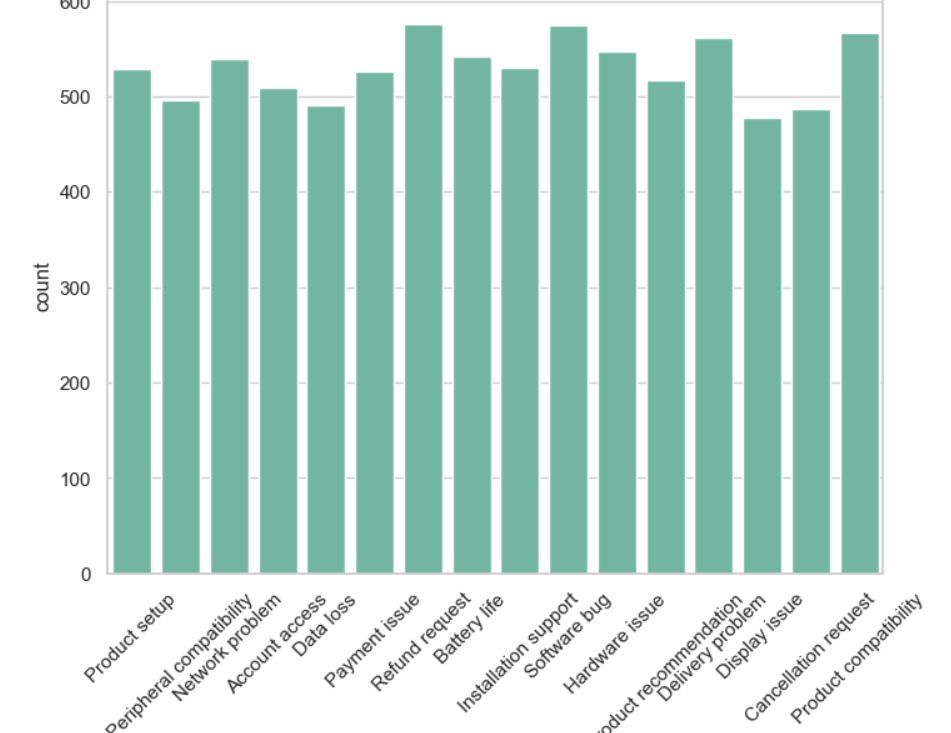 600
500
400
300
200
100
0
count
Product setup
Peripheral compatibility
Network problem
Account access
Data loss
Payment issue
Refund request
Battery life
Installation support
Software bug
Hardware issue
roduct recommendation
Delivery problem
Display issue
Cancellation request
Product compatibility